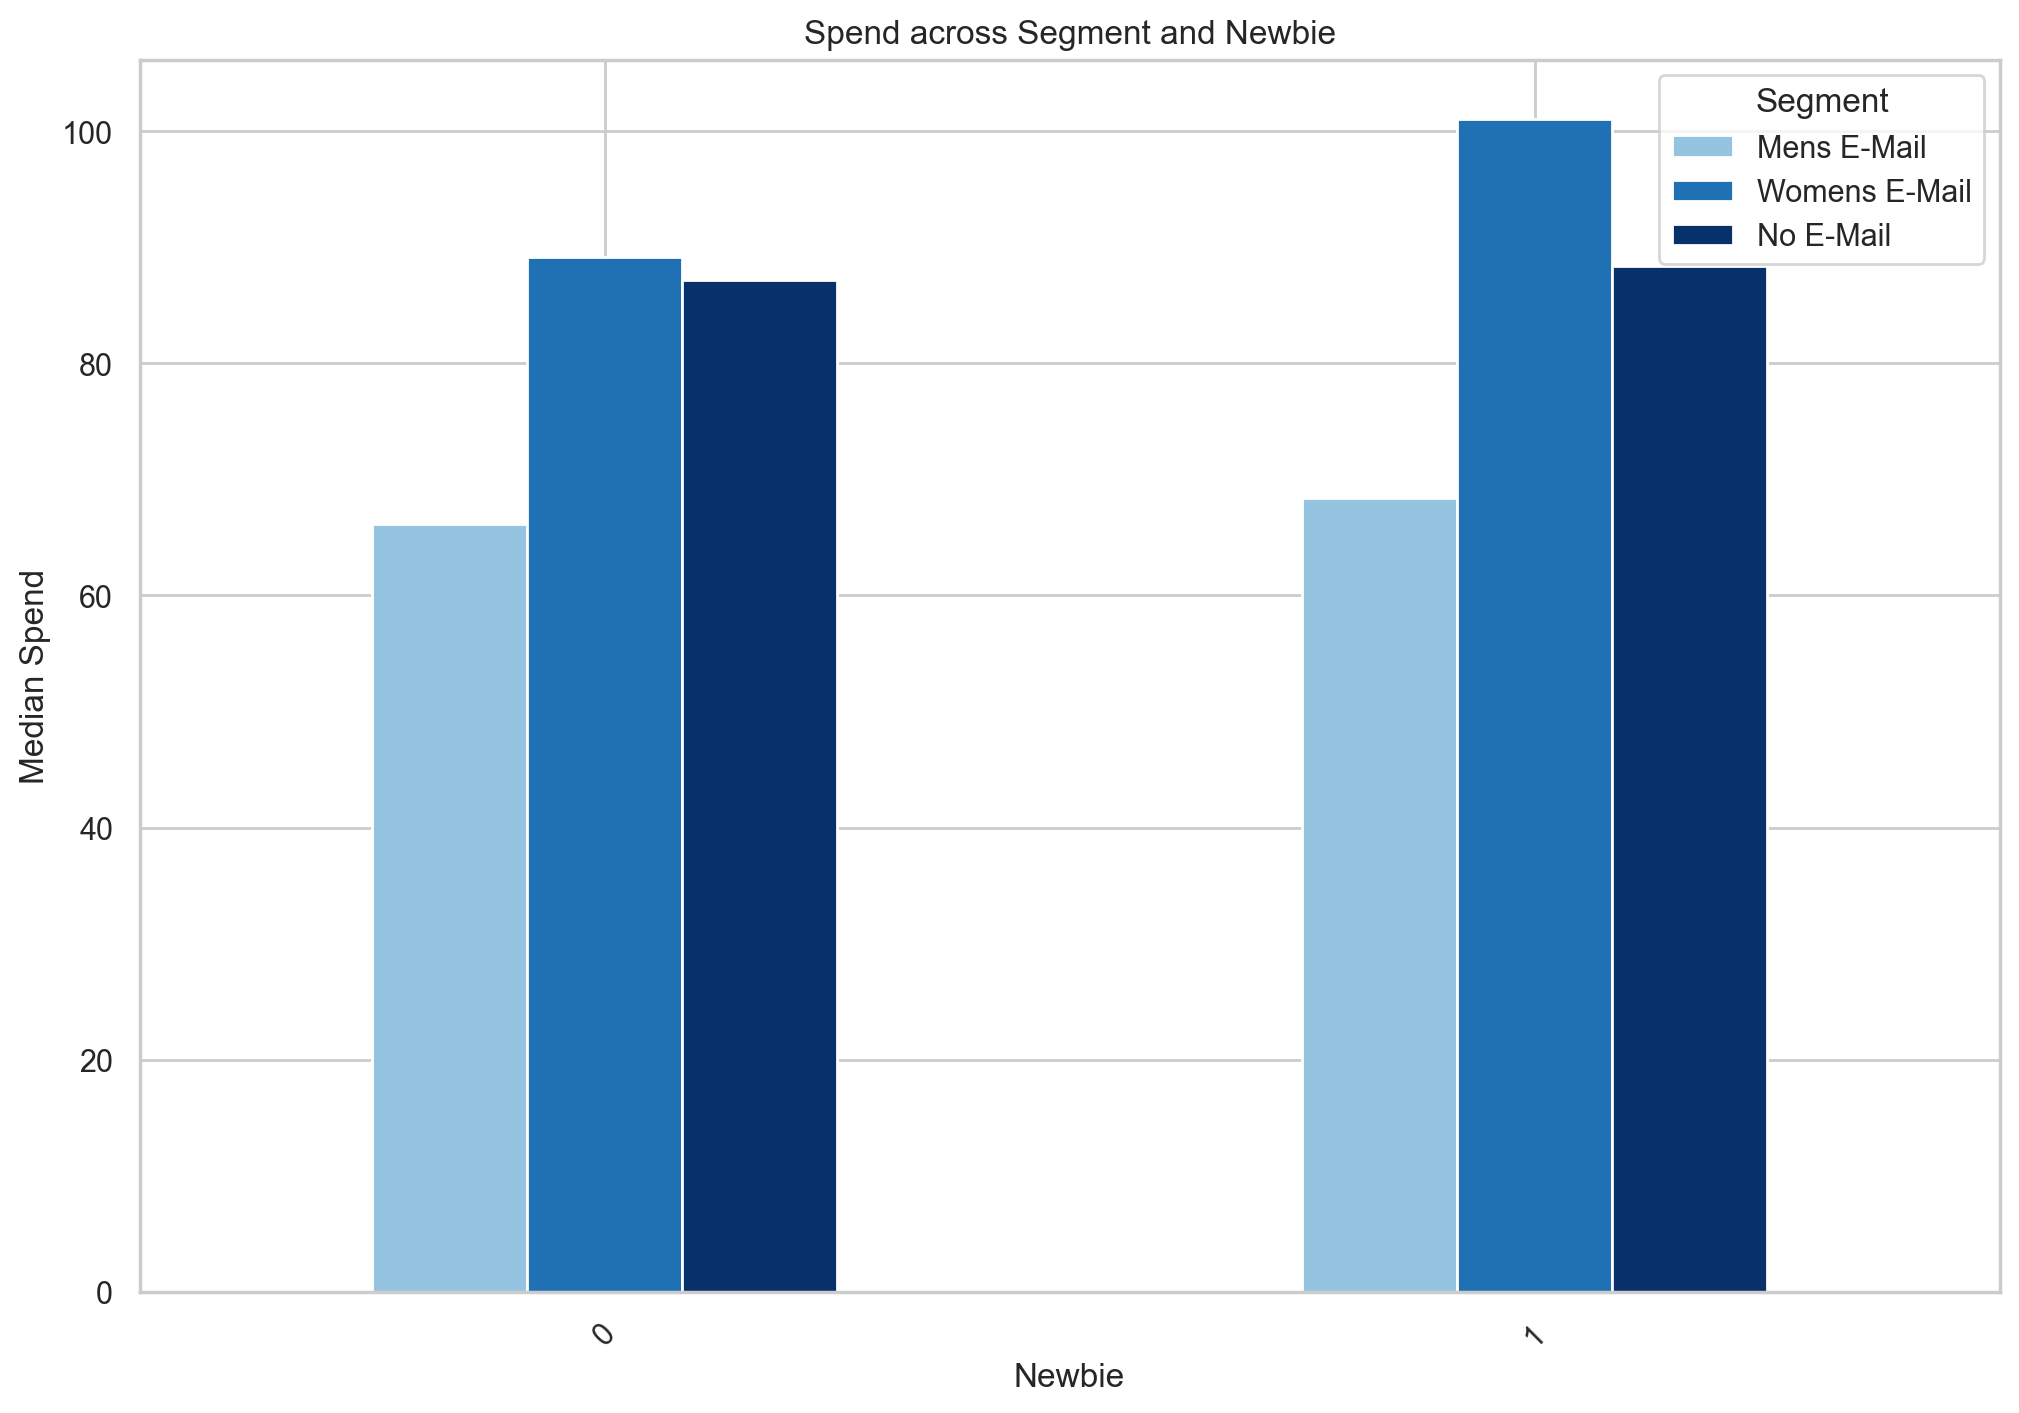 Spend across Segment and Newbie
Segment
Mens E-Mail
Womens E-Mail
No E-Mail
Median Spend
100
80
60
40
20
0
0
1
Newbie